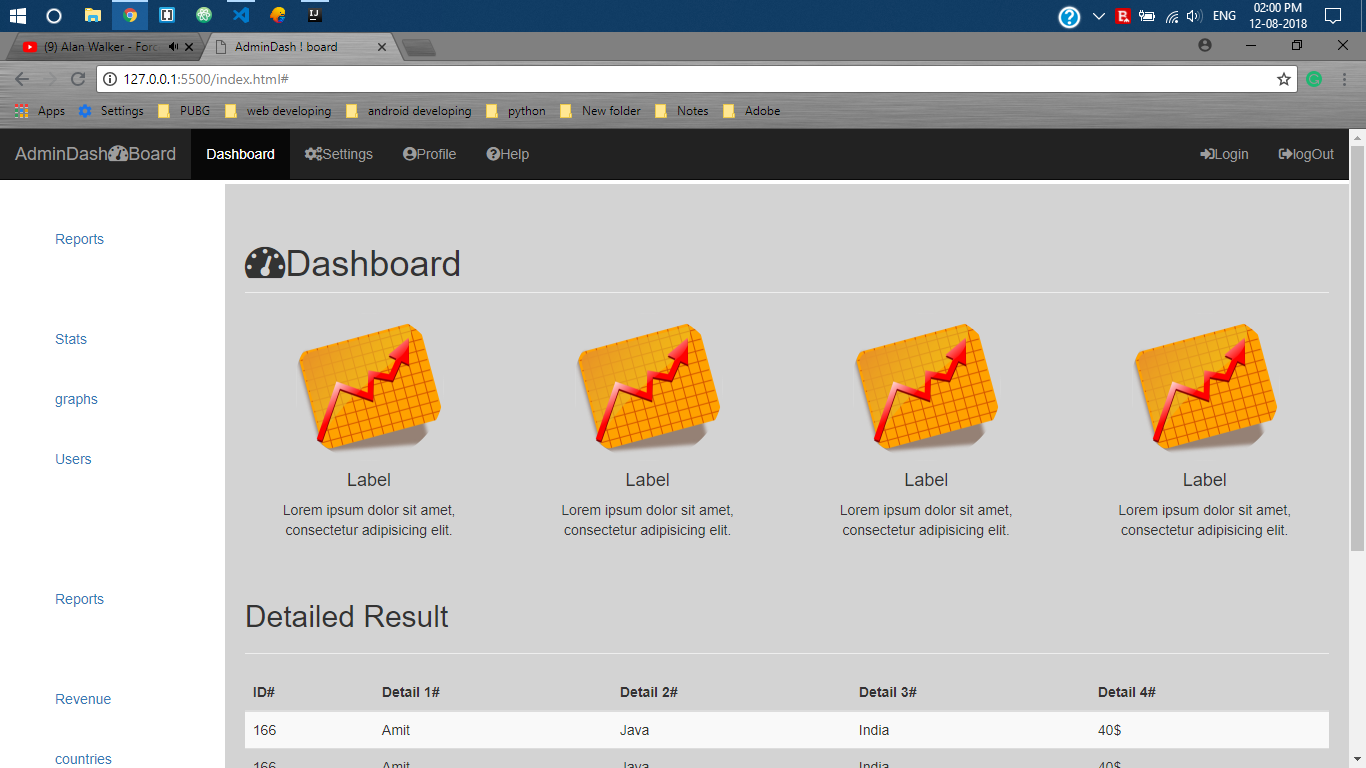 ENG
02:00 PM
12-08-2018
(9) Alan Walker - Forc
AdminDash ! board
127.0.0.1:5500/index.html#
Apps Settings PUBG web developing android developing python New folder Notes Adobe
AdminDash Board Dashboard Settings Profile Help Login logOut
Reports
Stats
graphs
Users
Reports
Revenue
countries
Dashboard
Label Label Label Label
Lorem ipsum dolor sit amet, Lorem ipsum dolor sit amet, Lorem ipsum dolor sit amet, Lorem ipsum dolor sit amet,
consectetur adipisicing elit. consectetur adipisicing elit. consectetur adipisicing elit. consectetur adipisicing elit.
Detailed Result
ID# Detail 1# Detail 2# Detail 3# Detail 4#
166 Amit Java India 40$
166 Amit Java India 40$